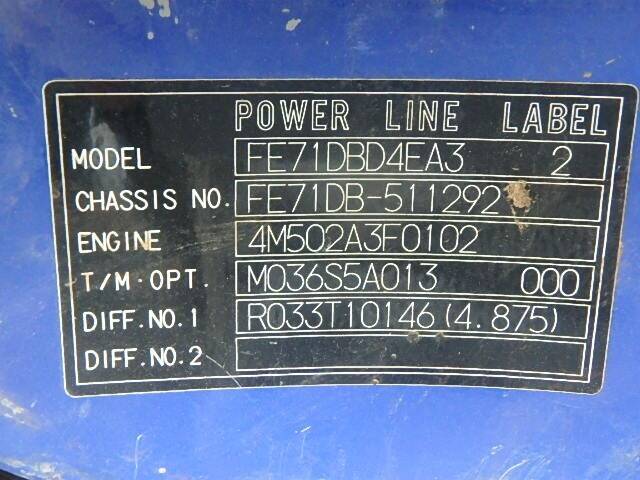 POWER LINE LABEL
MODEL FE71DBD4EA3 2
CHASSIS NO. FE71DB-511292
ENGINE 4M502A3F0102
T/M·OPT. M036S5A013 000
DIFF.NO.1 R033T10146(4.875)
DIFF.NO.2